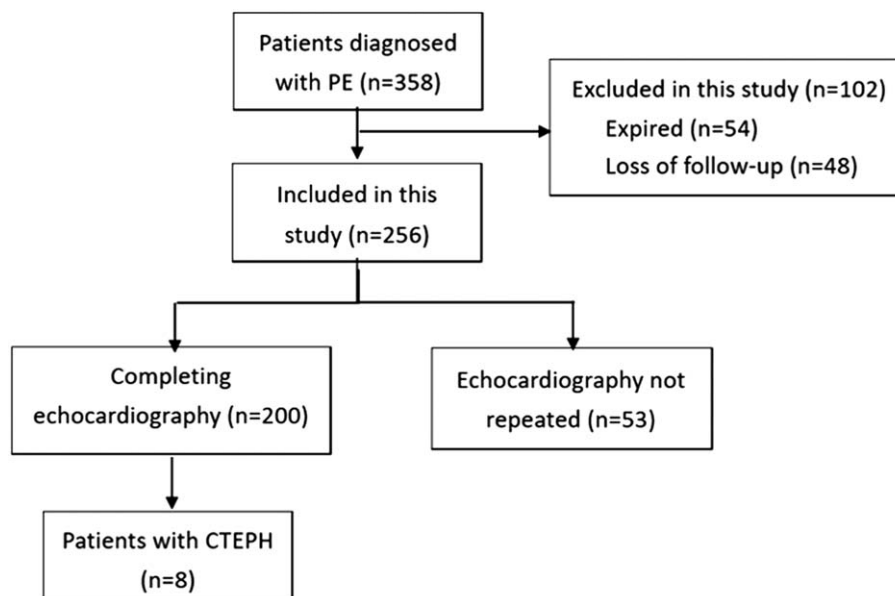 Patients diagnosed
with PE (n=358)
Excluded in this study (n=102)
Expired (n=54)
Loss of follow-up (n=48)
Included in this
study (n=256)
Completing
echocardiography (n=200)
Echocardiography not
repeated (n=53)
Patients with CTEPH
(n=8)